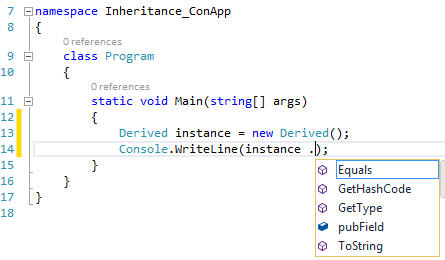 7 namespace Inheritance_ConApp
8 {
0 references
9 class Program
10 {
0 references
11 static void Main(string[] args)
12 {
13 Derived instance = new Derived();
14 Console.WriteLine(instance .);
15 }
16 }
17 }
18
Equals
GetHashCode
GetType
pubField
ToString